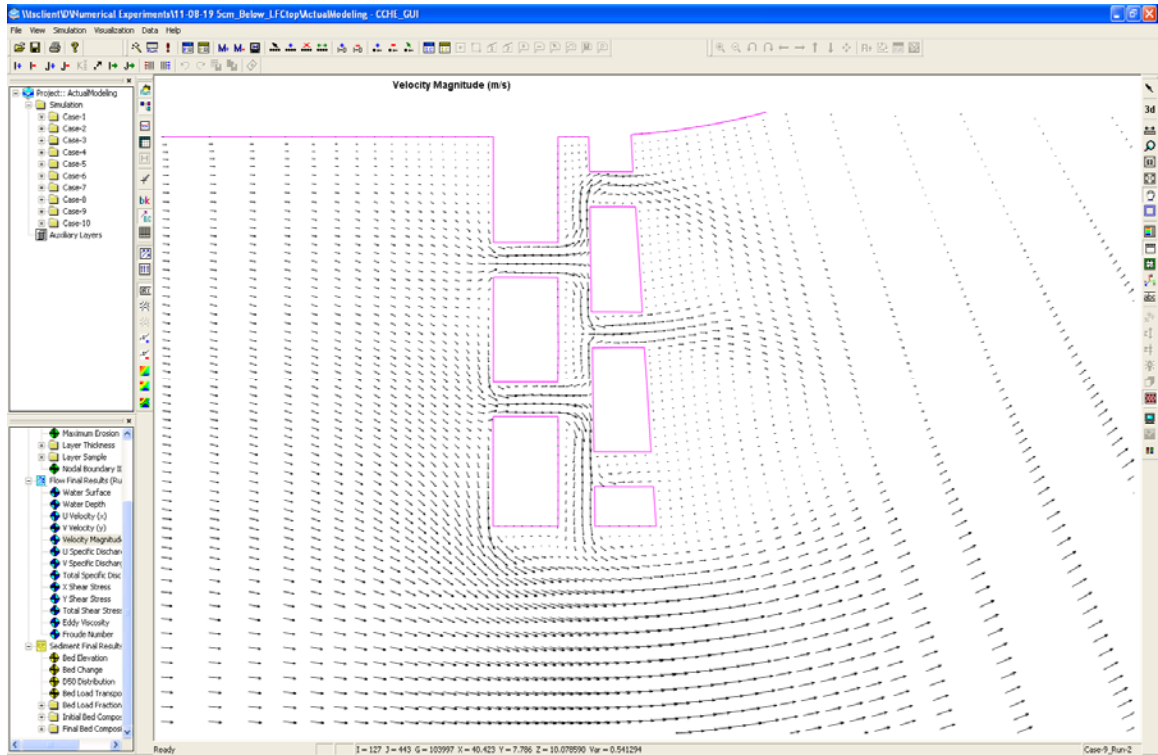 \\tsclient\D\Numerical Experiments\11-08-19 5cm_Below_LFCtop\ActualModeling - CCHE_GUI
File View Simulation Visualization Data Help
Velocity Magnitude (m/s)
Project:: ActualModeling
Simulation
Case-1
Case-2
Case-3
Case-4
Case-5
Case-6
Case-7
Case-8
Case-9
Case-10
Auxiliary Layers
bk
3d
abc
Maximum Erosion
Layer Thickness
Layer Sample
Nodal Boundary I
Flow Final Results (Ru
Water Surface
Water Depth
U Velocity (x)
V Velocity (y)
Velocity Magnitude
U Specific Dischar
V Specific Discharg
Total Specific Disc
X Shear Stress
Y Shear Stress
Total Shear Stress
Eddy Viscosity
Froude Number
Sediment Final Results
Bed Elevation
Bed Change
D50 Distribution
Bed Load Transpo
Bed Load Fraction
Initial Bed Compos
Final Bed Composi
Ready
I = 127 J = 443 G = 103997 X = 40.423 Y = 7.786 Z = 10.078590 Var = 0.541294
Case-9_Run-2